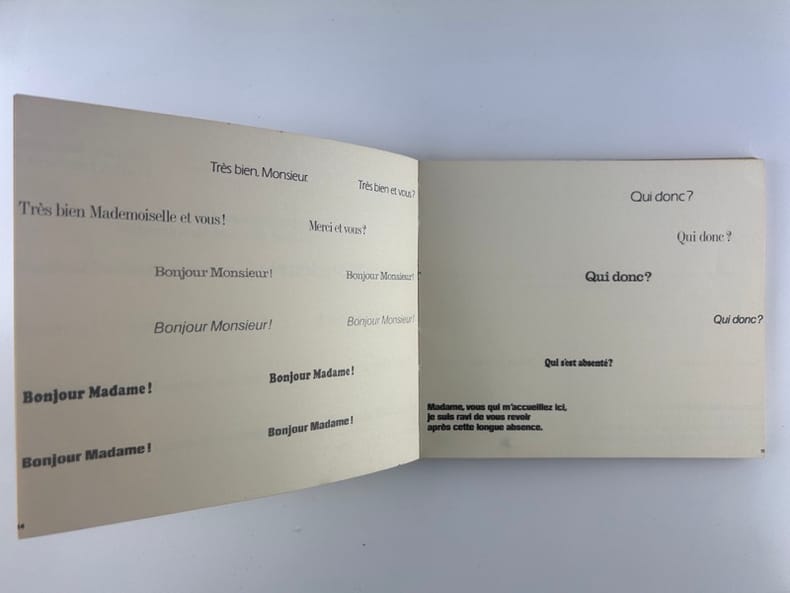 Très bien, Monsieur.
Très bien et vous?
Très bien Mademoiselle et vous!
Merci et vous?
Bonjour Monsieur!
Bonjour Monsieur!
Bonjour Monsieur!
Bonjour Monsieur!
Bonjour Madame!
Bonjour Madame!
Bonjour Madame!
Bonjour Madame!
Qui donc?
Qui donc?
Qui donc?
Qui donc?
Qui s'est absenté?
Madame, vous qui m'accueillez ici,
je suis ravi de vous revoir
après cette longue absence.